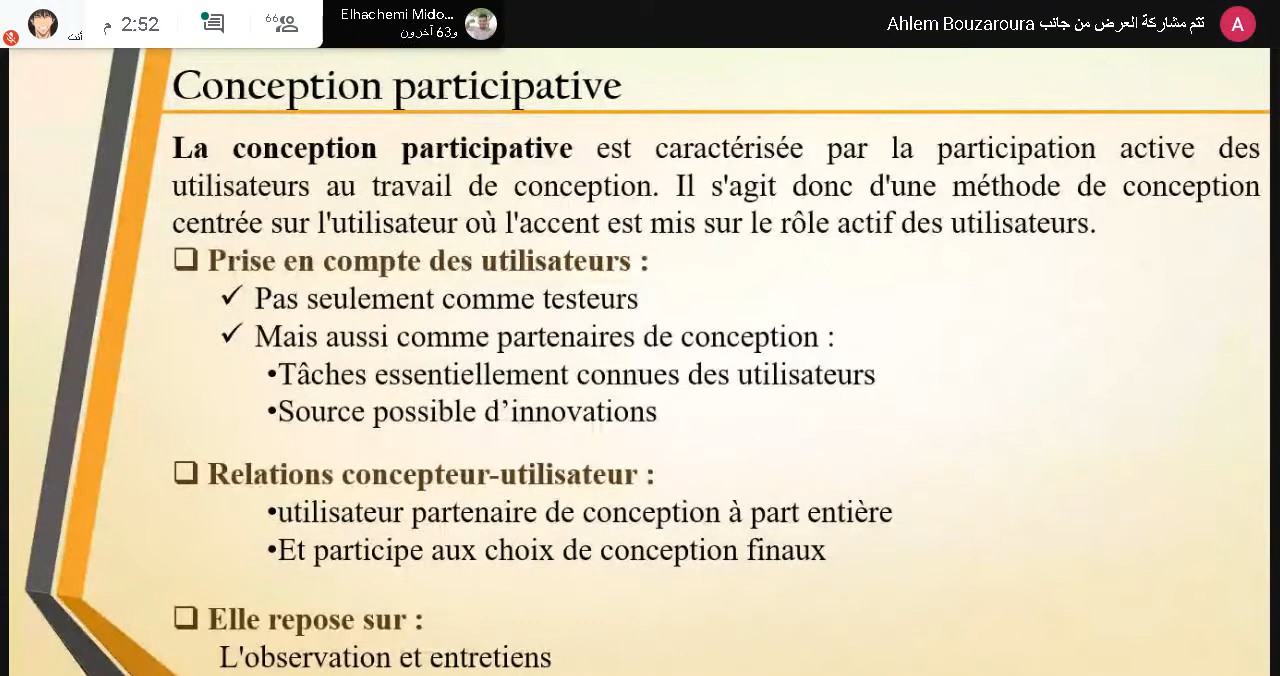 أنت
2:52 م
66
Elhachemi Mido...
و63 آخرون
تتم مشاركة العرض من جانب Ahlem Bouzaroura
A
Conception participative
La conception participative est caractérisée par la participation active des
utilisateurs au travail de conception. Il s'agit donc d'une méthode de conception
centrée sur l'utilisateur où l'accent est mis sur le rôle actif des utilisateurs.
❑ Prise en compte des utilisateurs :
✓ Pas seulement comme testeurs
✓ Mais aussi comme partenaires de conception :
•Tâches essentiellement connues des utilisateurs
•Source possible d’innovations
❑ Relations concepteur-utilisateur :
•utilisateur partenaire de conception à part entière
•Et participe aux choix de conception finaux
❑ Elle repose sur :
L'observation et entretiens